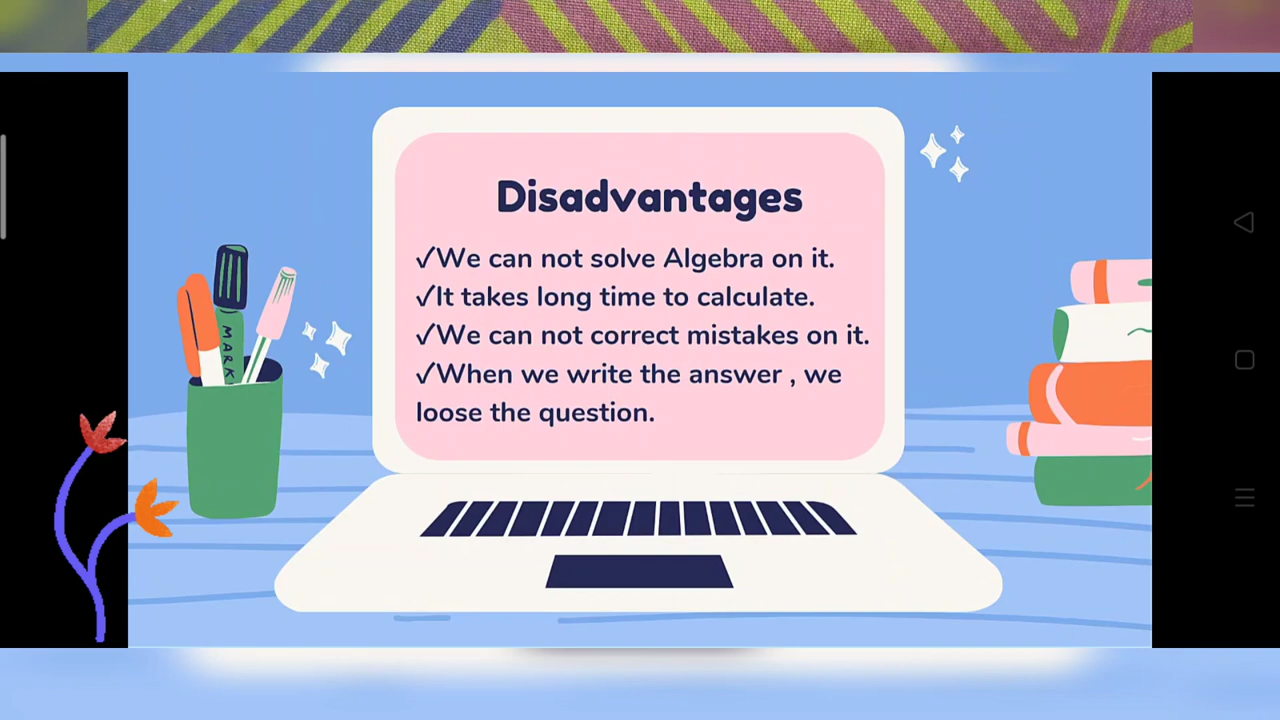 Disadvantages
✓We can not solve Algebra on it.
✓It takes long time to calculate.
✓We can not correct mistakes on it.
✓When we write the answer , we
loose the question.
MARK